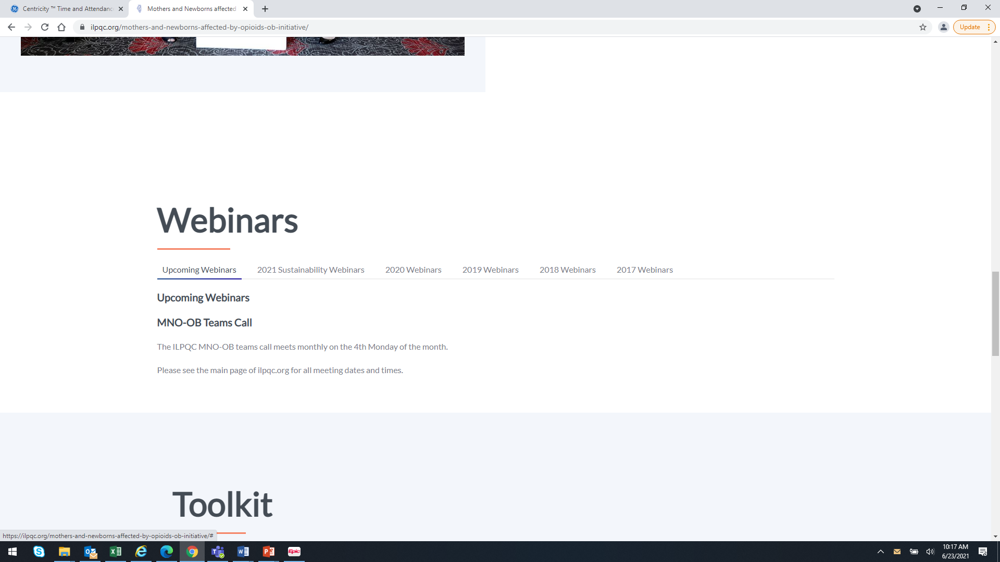 Centricity ™ Time and Attendanc
Mothers and Newborns affected
ilpqc.org/mothers-and-newborns-affected-by-opioids-ob-initiative/
Update
Webinars
Upcoming Webinars
2021 Sustainability Webinars
2020 Webinars
2019 Webinars
2018 Webinars
2017 Webinars
Upcoming Webinars
MNO-OB Teams Call
The ILPQC MNO-OB teams call meets monthly on the 4th Monday of the month.
Please see the main page of ilpqc.org for all meeting dates and times.
Toolkit
https://ilpqc.org/mothers-and-newborns-affected-by-opioids-ob-initiative/#
Epic
10:17 AM
6/23/2021